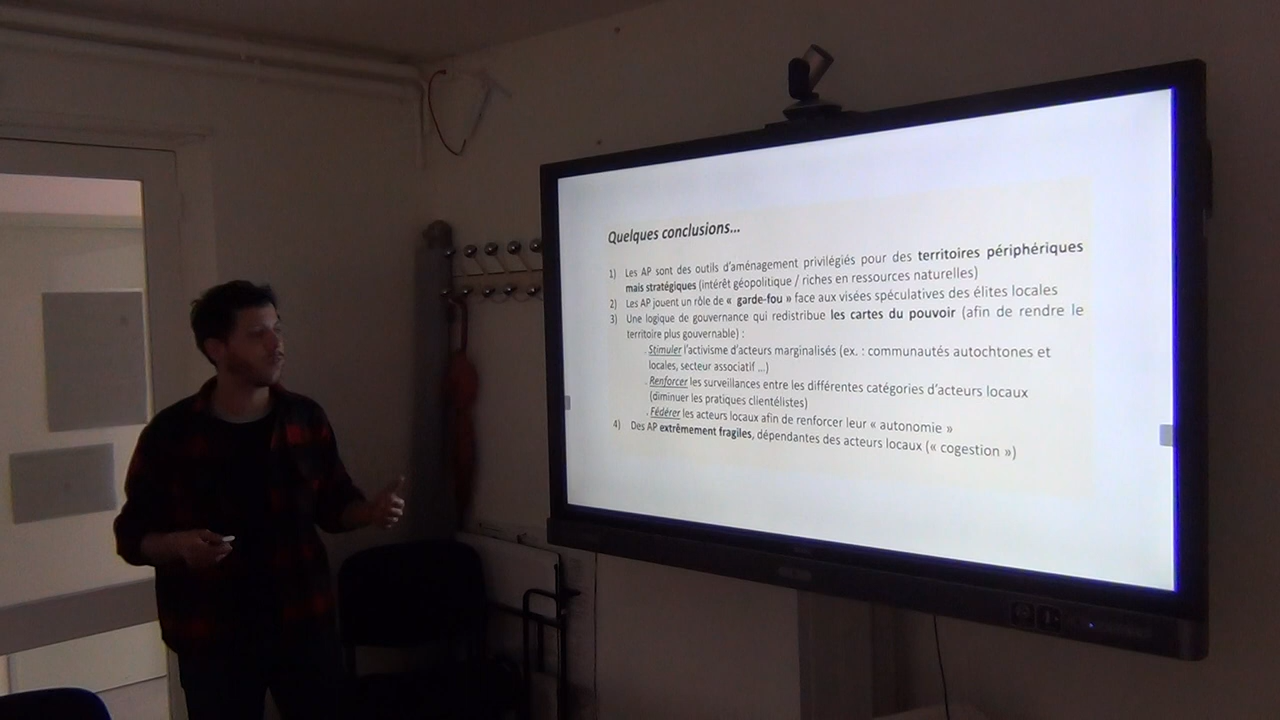 Quelques conclusions...
1) Les AP sont des outils d'aménagement privilégiés pour des territoires périphériques
mais stratégiques (intérêt géopolitique / riches en ressources naturelles)
2) Les AP jouent un rôle de « garde-fou » face aux visées spéculatives des élites locales
3) Une logique de gouvernance qui redistribue les cartes du pouvoir (afin de rendre le
territoire plus gouvernable) :
. Stimuler l'activisme d'acteurs marginalisés (ex. : communautés autochtones et
locales, secteur associatif ...)
. Renforcer les surveillances entre les différentes catégories d'acteurs locaux
(diminuer les pratiques clientélistes)
. Fédérer les acteurs locaux afin de renforcer leur « autonomie »
4) Des AP extrêmement fragiles, dépendantes des acteurs locaux (« cogestion »)